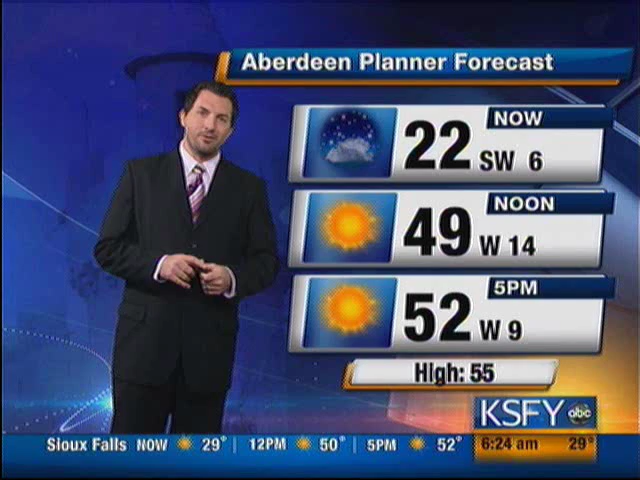 Aberdeen Planner Forecast
NOW
22 SW 6
NOON
49 W 14
5PM
52 W 9
High: 55
KSFY abc
Sioux Falls NOW 29° | 12PM 50° | 5PM 52°
6:24 am 29°